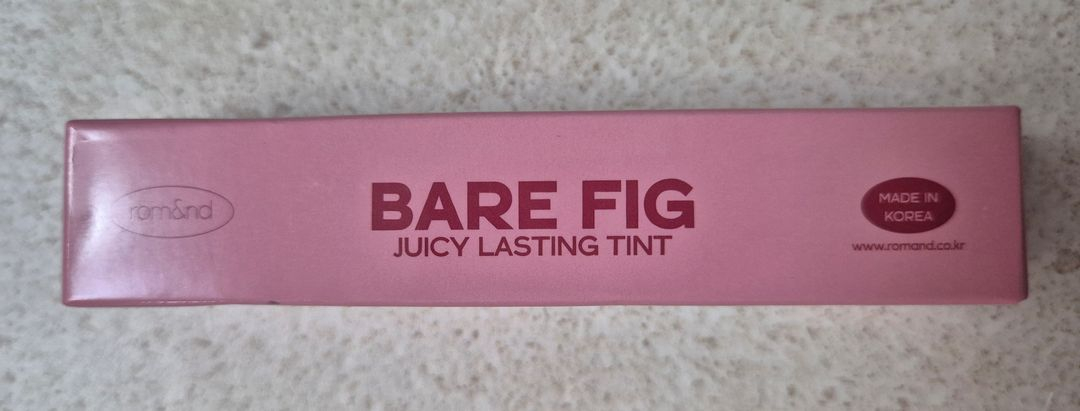 rom&nd
BARE FIG
JUICY LASTING TINT
MADE IN
KOREA
www.romand.co.kr